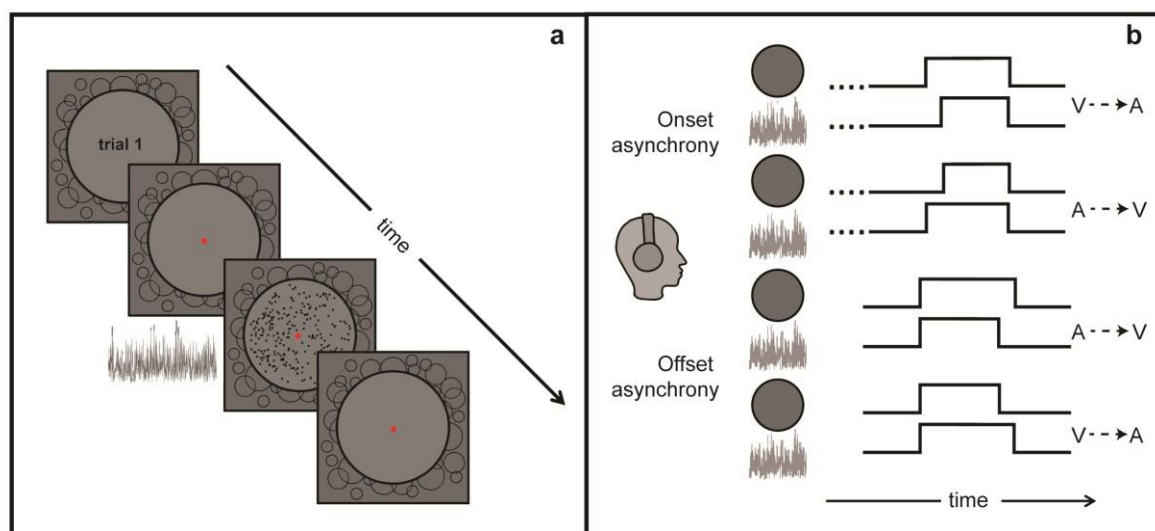 a
trial 1
time
b
Onset
asynchrony
V A
A V
A V
Offset
asynchrony
V A
time